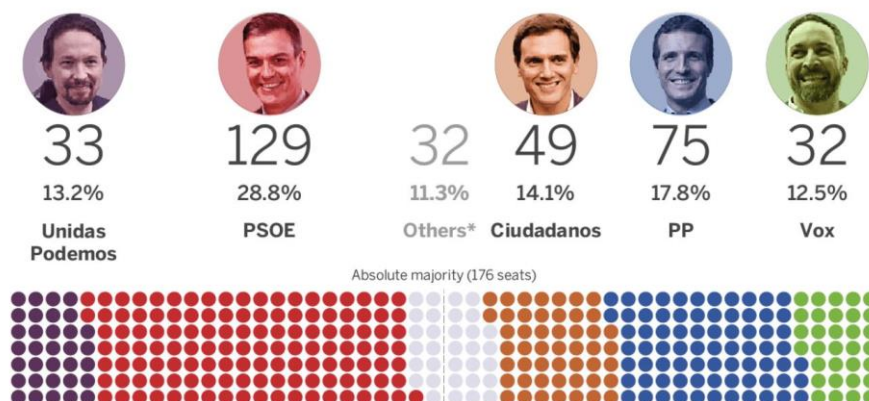 33 129 32 49 75 32
13.2% 28.8% 11.3% 14.1% 17.8% 12.5%
Unidas PSOE Others* Ciudadanos PP Vox
Podemos
Absolute majority (176 seats)